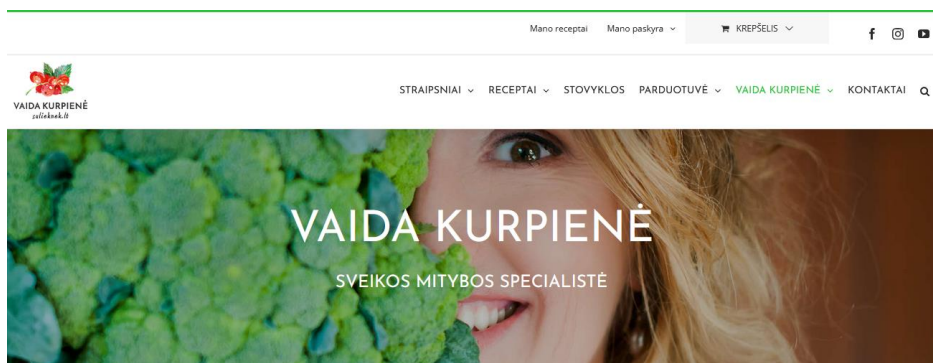 Mano receptai Mano paskyra KREPŠELIS
VAIDA KURPIENĖ
sulieknek.lt
STRAIPSNIAI RECEPTAI STOVYKLOS PARDUOTUVĖ VAIDA KURPIENĖ KONTAKTAI
VAIDA KURPIENĖ
SVEIKOS MITYBOS SPECIALISTĖ